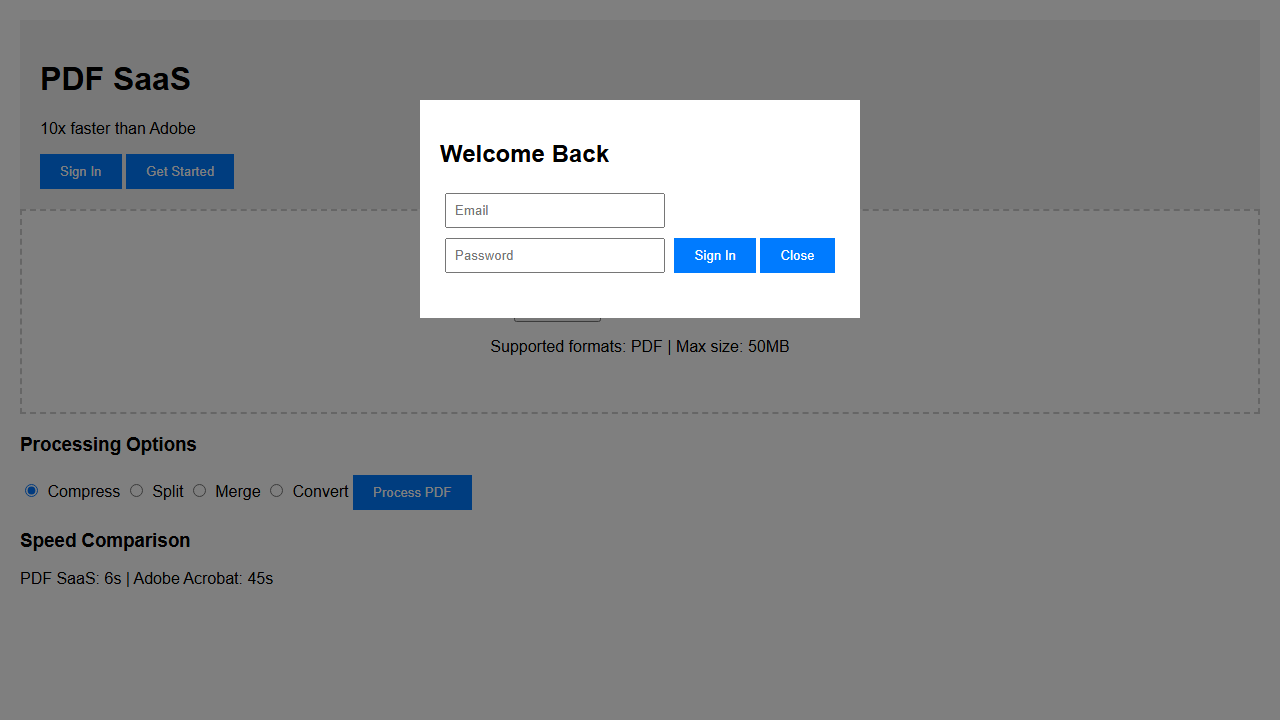 PDF SaaS
10x faster than Adobe
Sign In Get Started
Welcome Back
Email
Password Sign In Close
Supported formats: PDF | Max size: 50MB
Processing Options
Compress Split Merge Convert Process PDF
Speed Comparison
PDF SaaS: 6s | Adobe Acrobat: 45s